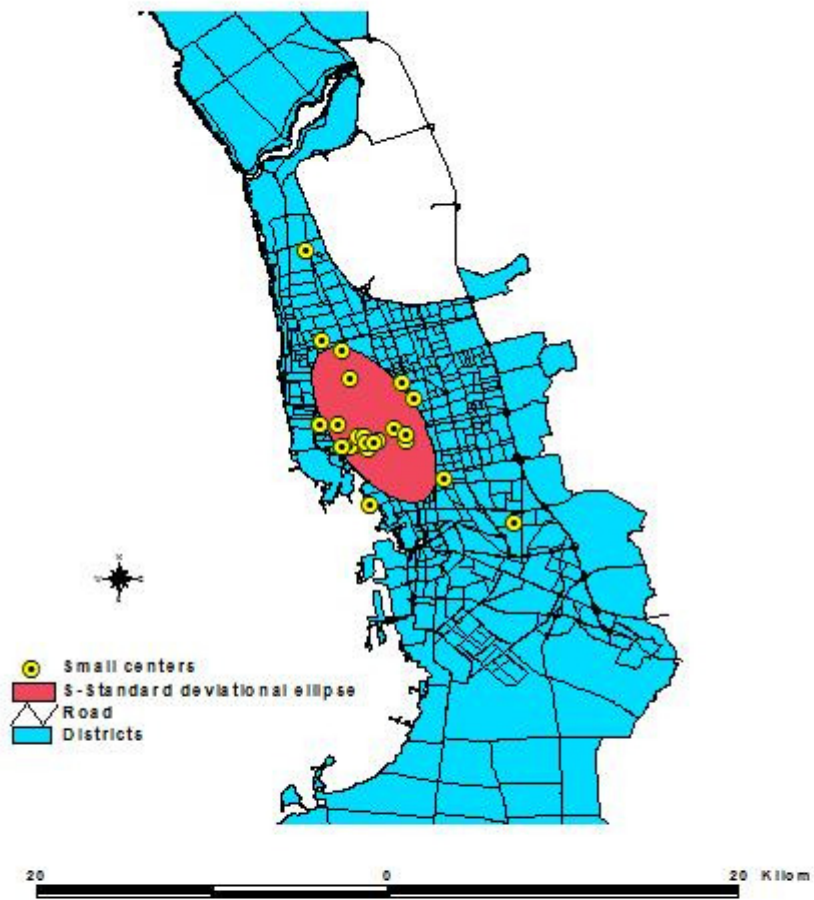 Small centers
S-Standard deviational ellipse
Road
Districts
20 0 20 Kilom